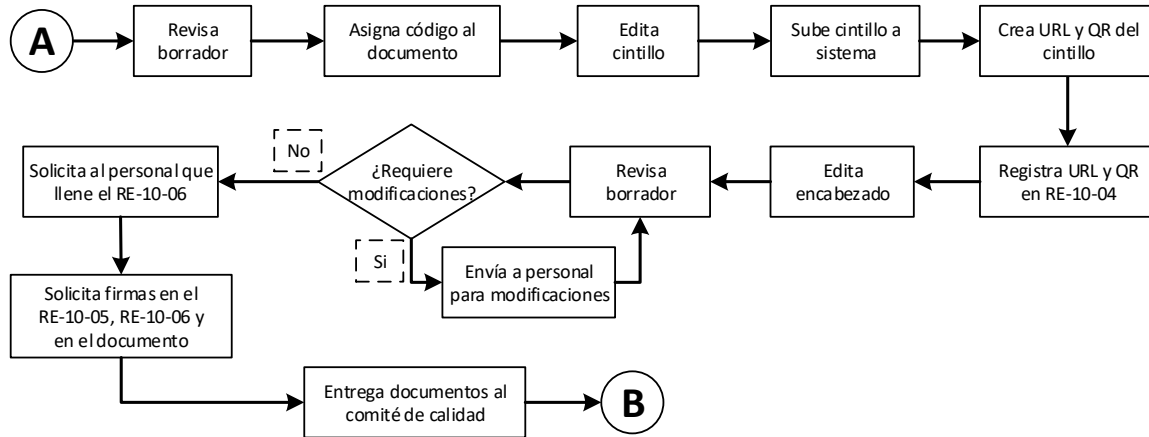 A
Revisa
borrador
Asigna código al
documento
Edita
cintillo
Sube cintillo a
sistema
Crea URL y QR del
cintillo
Registra URL y QR
en RE-10-04
Edita
encabezado
Revisa
borrador
¿Requiere
modificaciones?
No
Si
Envía a personal
para modificaciones
Solicita al personal que
llene el RE-10-06
Solicita firmas en el
RE-10-05, RE-10-06 y
en el documento
Entrega documentos al
comité de calidad
B